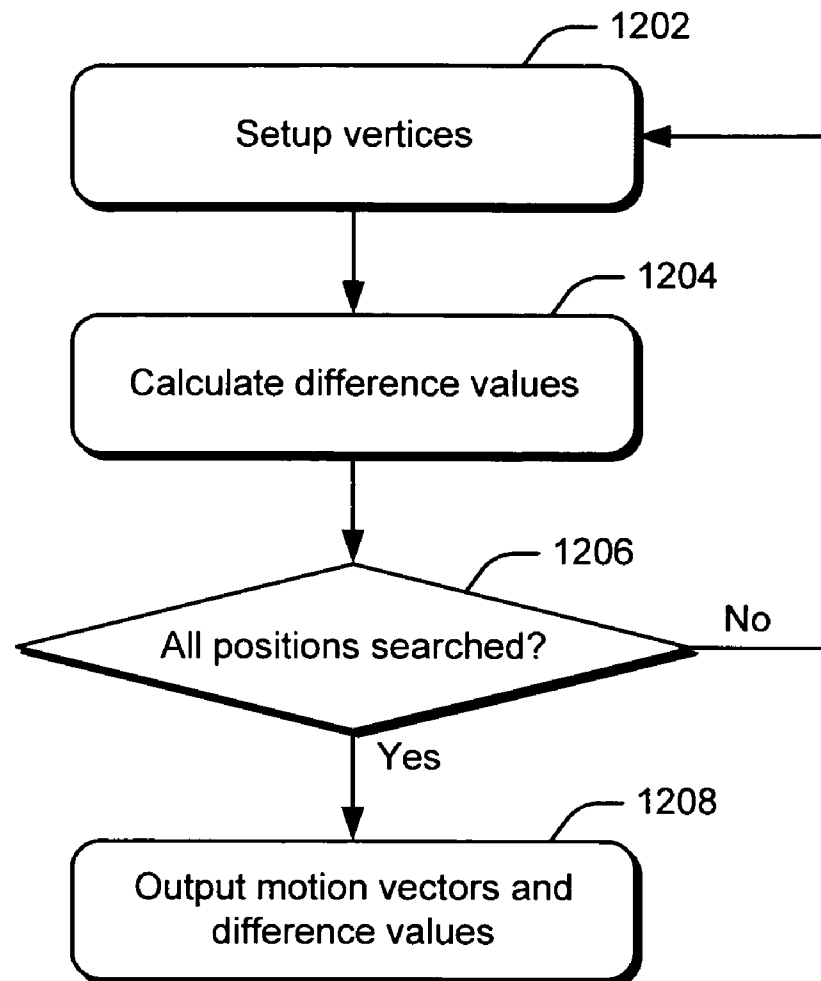 1202
Setup vertices
1204
Calculate difference values
1206
All positions searched?
No
Yes
1208
Output motion vectors and
difference values